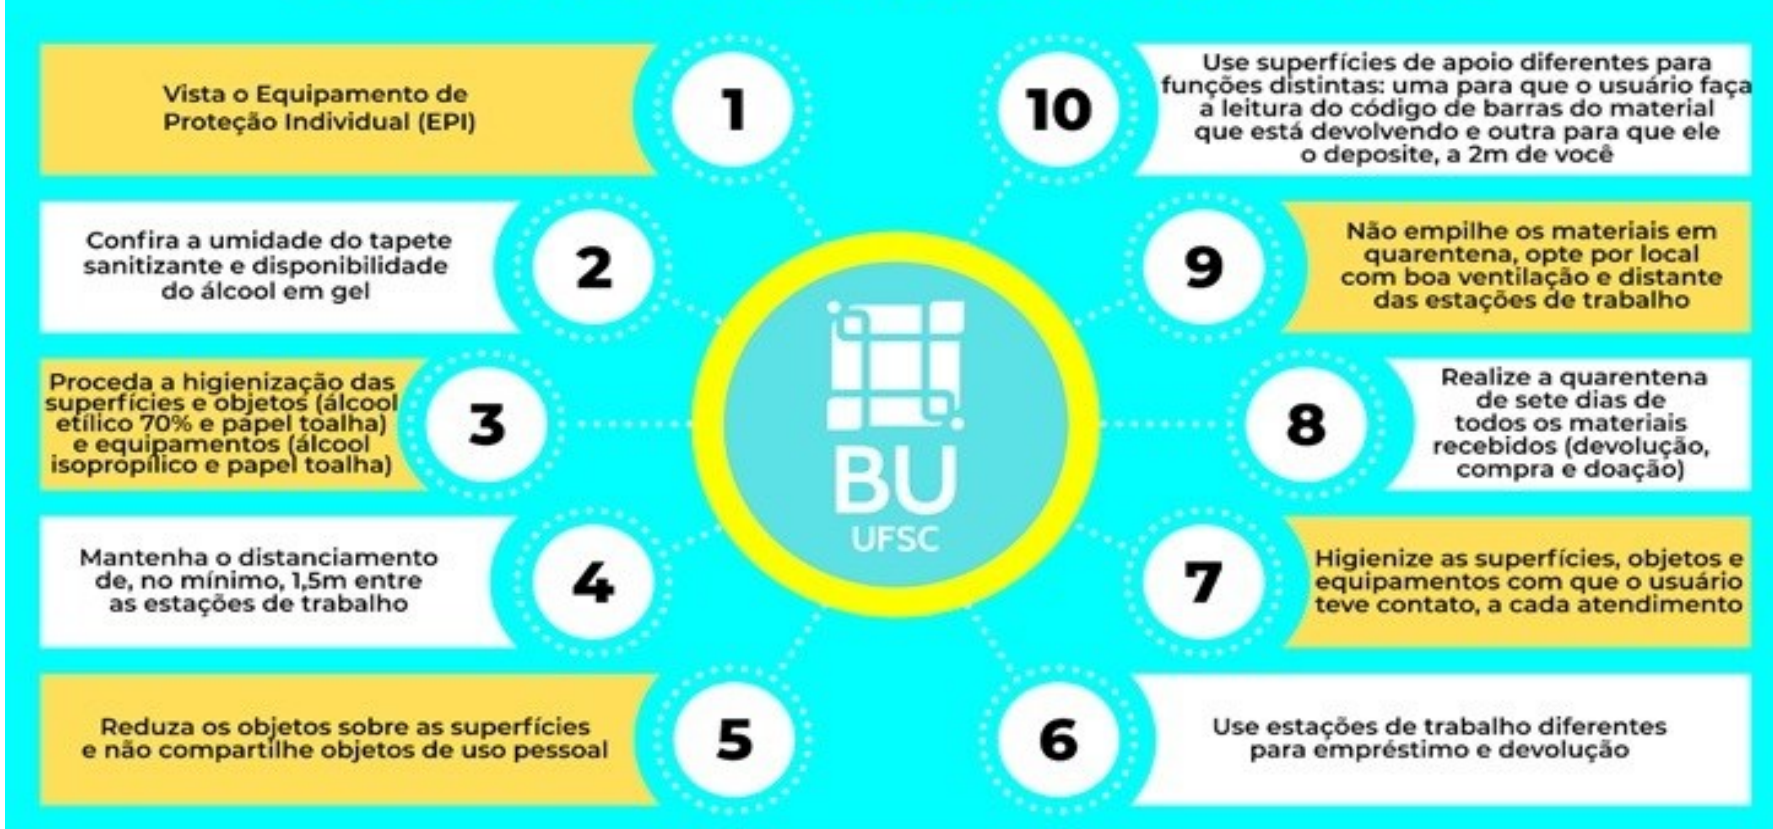 1
Vista o Equipamento de
Proteção Individual (EPI)
2
Confira a umidade do tapete
sanitizante e disponibilidade
do álcool em gel
3
Proceda a higienização das
superfícies e objetos (álcool
etílico 70% e papel toalha)
e equipamentos (álcool
isopropílico e papel toalha)
4
Mantenha o distanciamento
de, no mínimo, 1,5m entre
as estações de trabalho
5
Reduza os objetos sobre as superfícies
e não compartilhe objetos de uso pessoal
BU
UFSC
6
Use estações de trabalho diferentes
para empréstimo e devolução
7
Higienize as superfícies, objetos e
equipamentos com que o usuário
teve contato, a cada atendimento
8
Realize a quarentena
de sete dias de
todos os materiais
recebidos (devolução,
compra e doação)
9
Não empilhe os materiais em
quarentena, opte por local
com boa ventilação e distante
das estações de trabalho
10
Use superfícies de apoio diferentes para
funções distintas: uma para que o usuário faça
a leitura do código de barras do material
que está devolvendo e outra para que ele
o deposite, a 2m de você